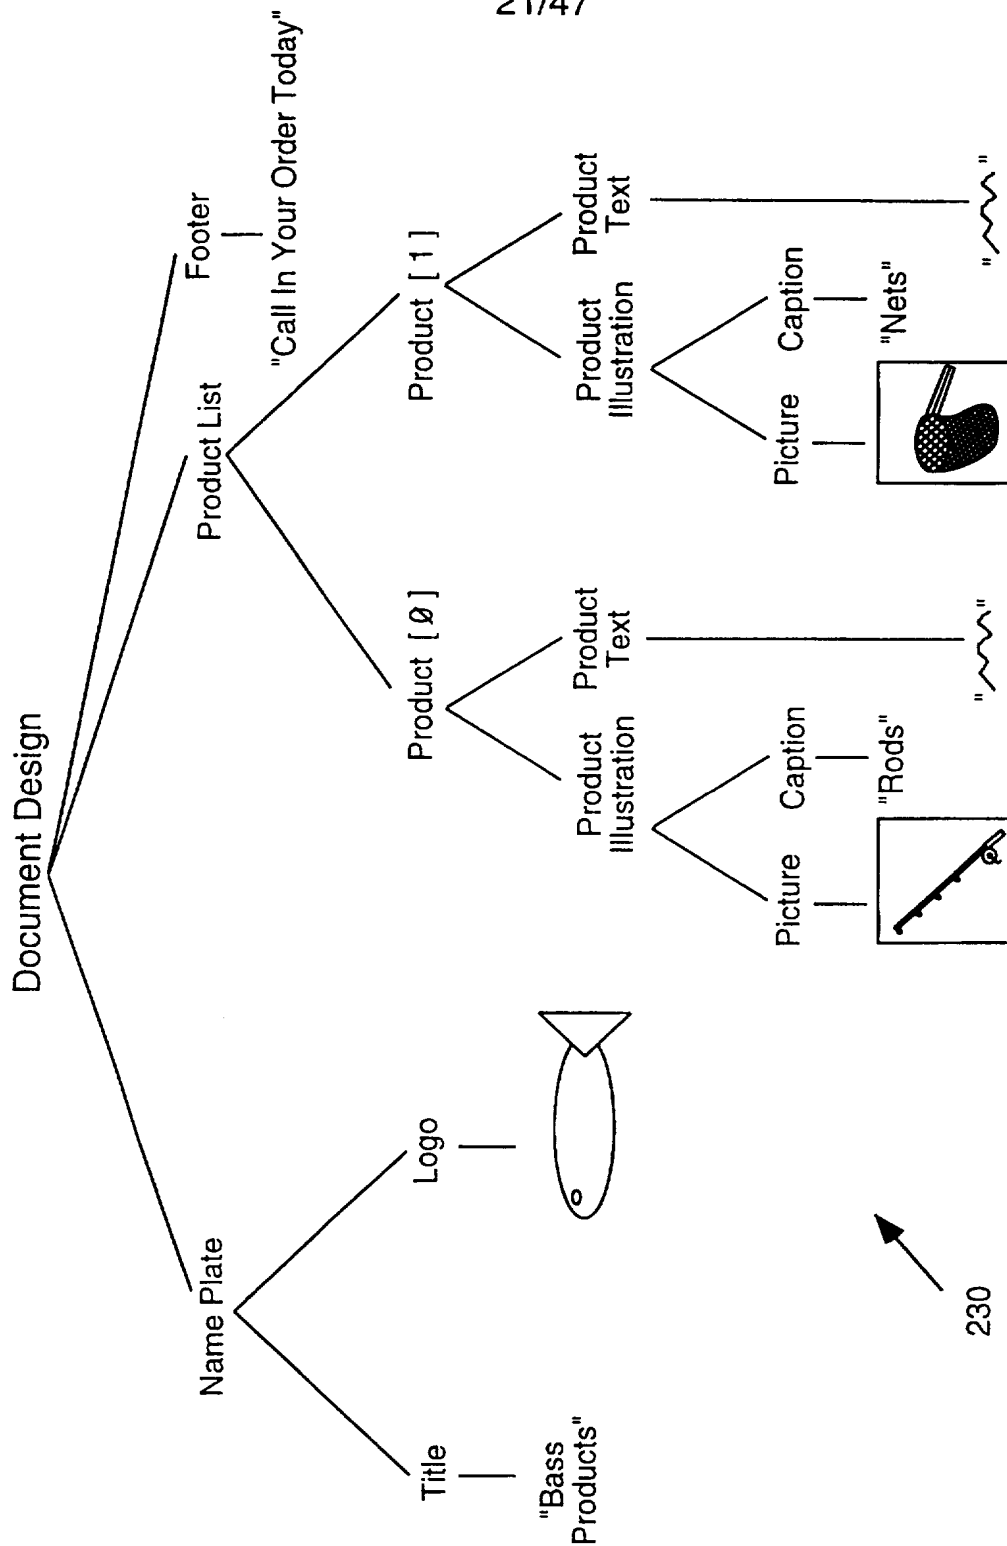 21/47
Document Design
Name Plate
Product List
Footer
"Call In Your Order Today"
Title
Logo
Product [0]
Product [1]
"Bass
Products"
Product
Illustration
Product
Text
Product
Illustration
Product
Text
Picture
Caption
Picture
Caption
"Rods"
"Nets"
" "
" "
230